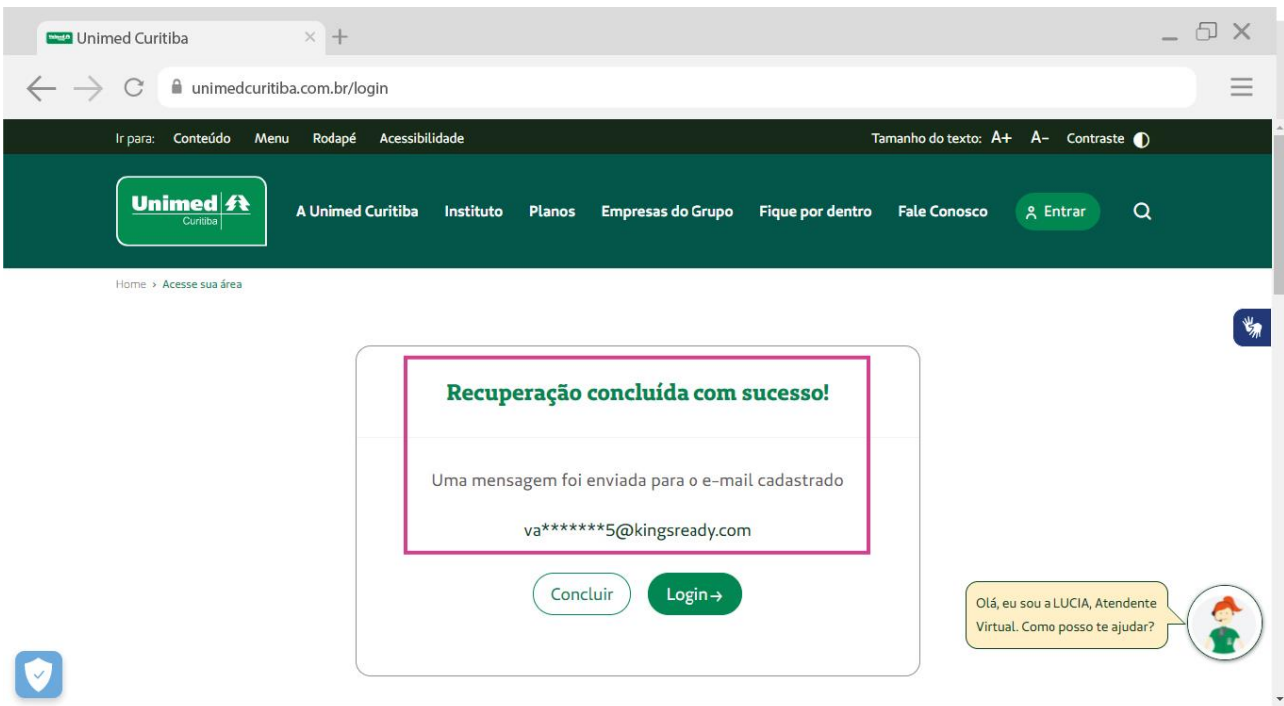 Unimed Curitiba
unimedcuritiba.com.br/login
Ir para: Conteúdo Menu Rodapé Acessibilidade Tamanho do texto: A+ A- Contraste
Unimed
Curitiba
A Unimed Curitiba Instituto Planos Empresas do Grupo Fique por dentro Fale Conosco Entrar
Home > Acesse sua área
Recuperação concluída com sucesso!
Uma mensagem foi enviada para o e-mail cadastrado
va*******5@kingsready.com
Concluir Login→
Olá, eu sou a LUCIA, Atendente
Virtual. Como posso te ajudar?